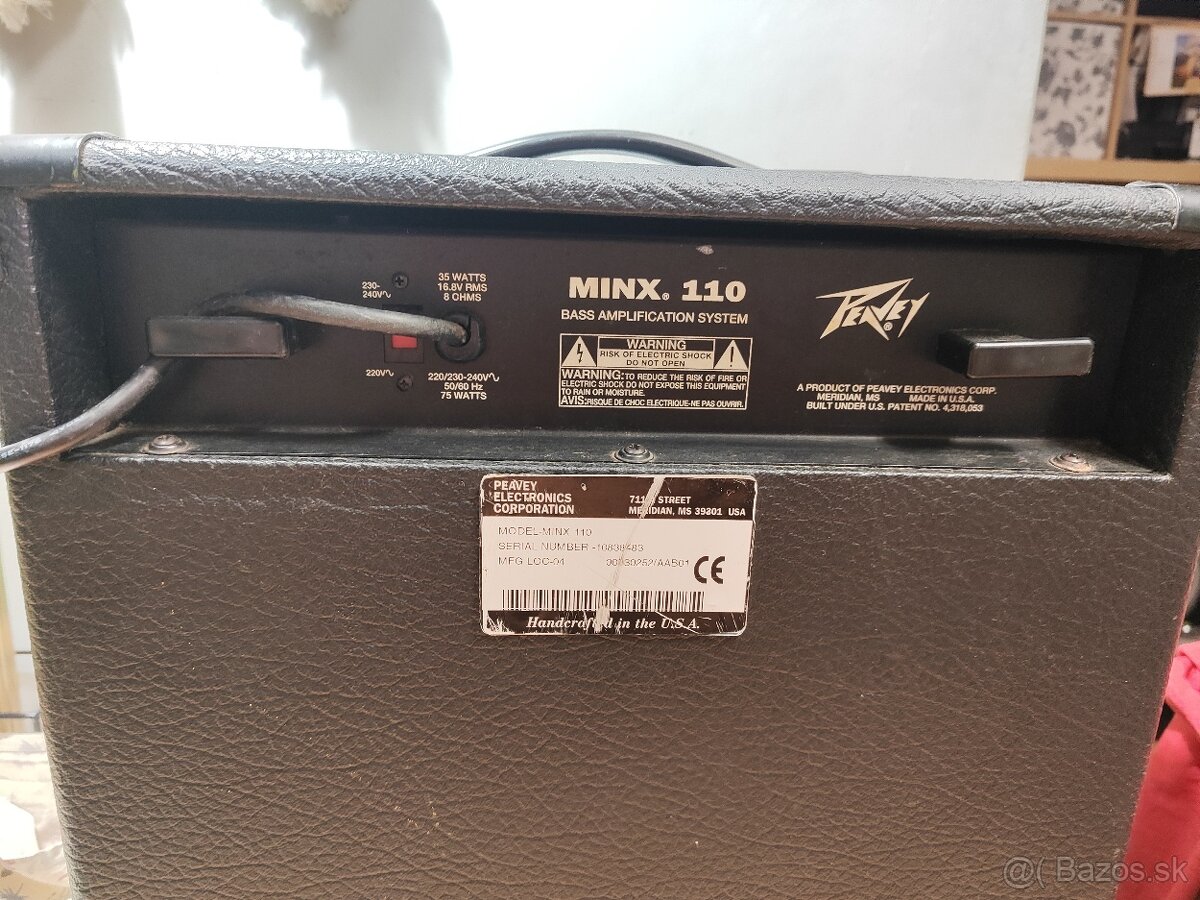 230-
240V
220V
35 WATTS
16.8V RMS
8 OHMS
220/230-240V
50/60 Hz
75 WATTS
MINX® 110
BASS AMPLIFICATION SYSTEM
WARNING
RISK OF ELECTRIC SHOCK
DO NOT OPEN
WARNING: TO REDUCE THE RISK OF FIRE OR
ELECTRIC SHOCK DO NOT EXPOSE THIS EQUIPMENT
TO RAIN OR MOISTURE.
AVIS: RISQUE DE CHOC ELECTRIQUE-NE PAS OUVRIR.
PEAVEY®
A PRODUCT OF PEAVEY ELECTRONICS CORP.
MERIDIAN, MS MADE IN U.S.A.
BUILT UNDER U.S. PATENT NO. 4,318,053
PEAVEY
ELECTRONICS
CORPORATION
STREET
MERIDIAN, MS 39301 USA
MODEL-MINX 110
SERIAL NUMBER -10838483
MFG LOC-04
CE
Handcrafted in the U.S.A.
@( Bazos.sk